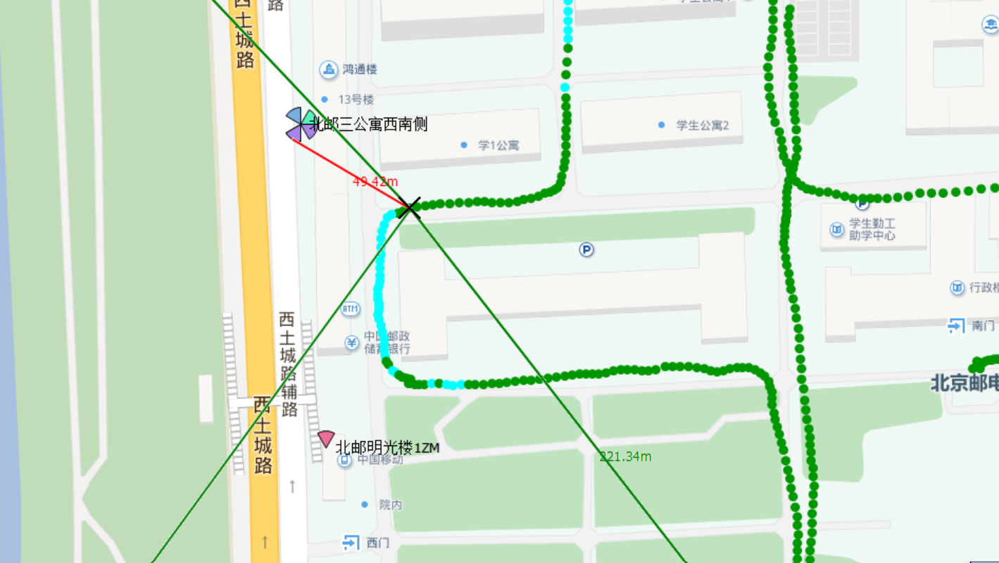 西土城路
路
鸿通楼
13号楼
北邮三公寓西南侧
学1公寓
学生公寓2
49.42m
P
P
学生勤工
助学中心
ATM
行政楼
西土城路辅路
中国邮政
储蓄银行
南门
北京邮电
西土城路
北邮明光楼1ZM
中国移动
221.34m
院内
西门